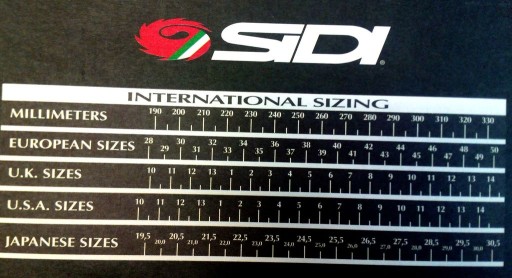 SIDI
INTERNATIONAL SIZING
MILLIMETERS 190 200 210 220 230 240 250 260 270 280 290 300 310 320 330
EUROPEAN SIZES 28 29 30 31 32 33 34 35 36 37 38 39 40 41 42 43 44 45 46 47 48 49 50
U.K. SIZES 10 11 12 13 1 2 3 4 5 6 7 8 9 10 11 12 13 14
U.S.A. SIZES 10 11 12 13 1 2 3 4 5 6 7 8 9 10 11 12 13 14
JAPANESE SIZES 19,5 20,0 20,5 21,0 21,5 22,0 22,5 23,0 23,5 24,0 24,5 25,0 25,5 26,0 26,5 27,0 27,5 28,0 28,5 29,0 29,5 30,0 30,5